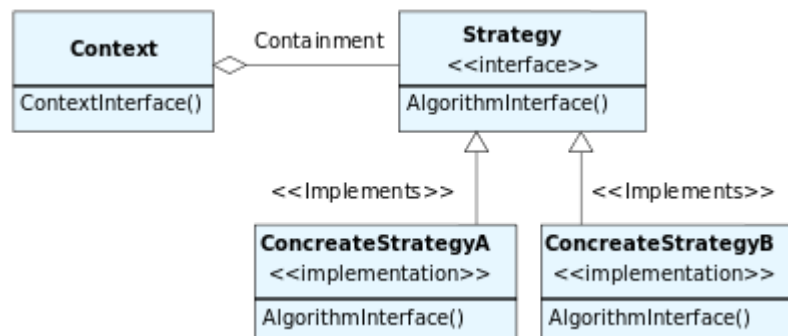 Context
ContextInterface()
Containment
Strategy
<<interface>>
AlgorithmInterface()
<<Implements>>
<<Implements>>
ConcreateStrategyA
<<implementation>>
AlgorithmInterface()
ConcreateStrategyB
<<implementation>>
AlgorithmInterface()